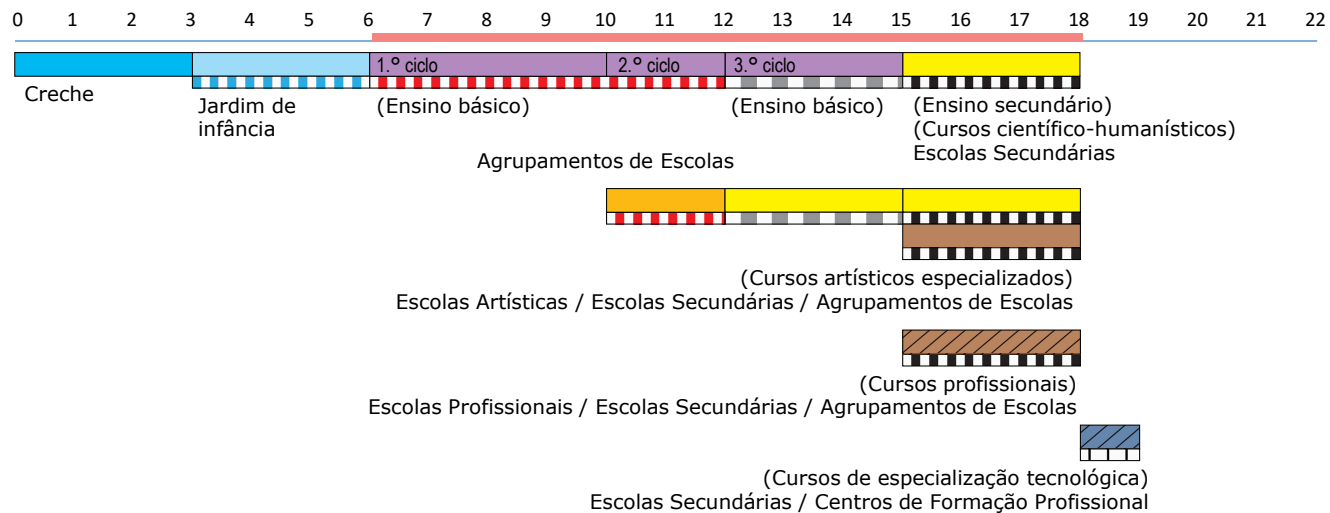 0 1 2 3 4 5 6 7 8 9 10 11 12 13 14 15 16 17 18 19 20 21 22
1.º ciclo 2.º ciclo 3.º ciclo
Creche
Jardim de
infância
(Ensino básico)
(Ensino básico)
(Ensino secundário)
(Cursos científico-humanísticos)
Escolas Secundárias
Agrupamentos de Escolas
(Cursos artísticos especializados)
Escolas Artísticas / Escolas Secundárias / Agrupamentos de Escolas
(Cursos profissionais)
Escolas Profissionais / Escolas Secundárias / Agrupamentos de Escolas
(Cursos de especialização tecnológica)
Escolas Secundárias / Centros de Formação Profissional